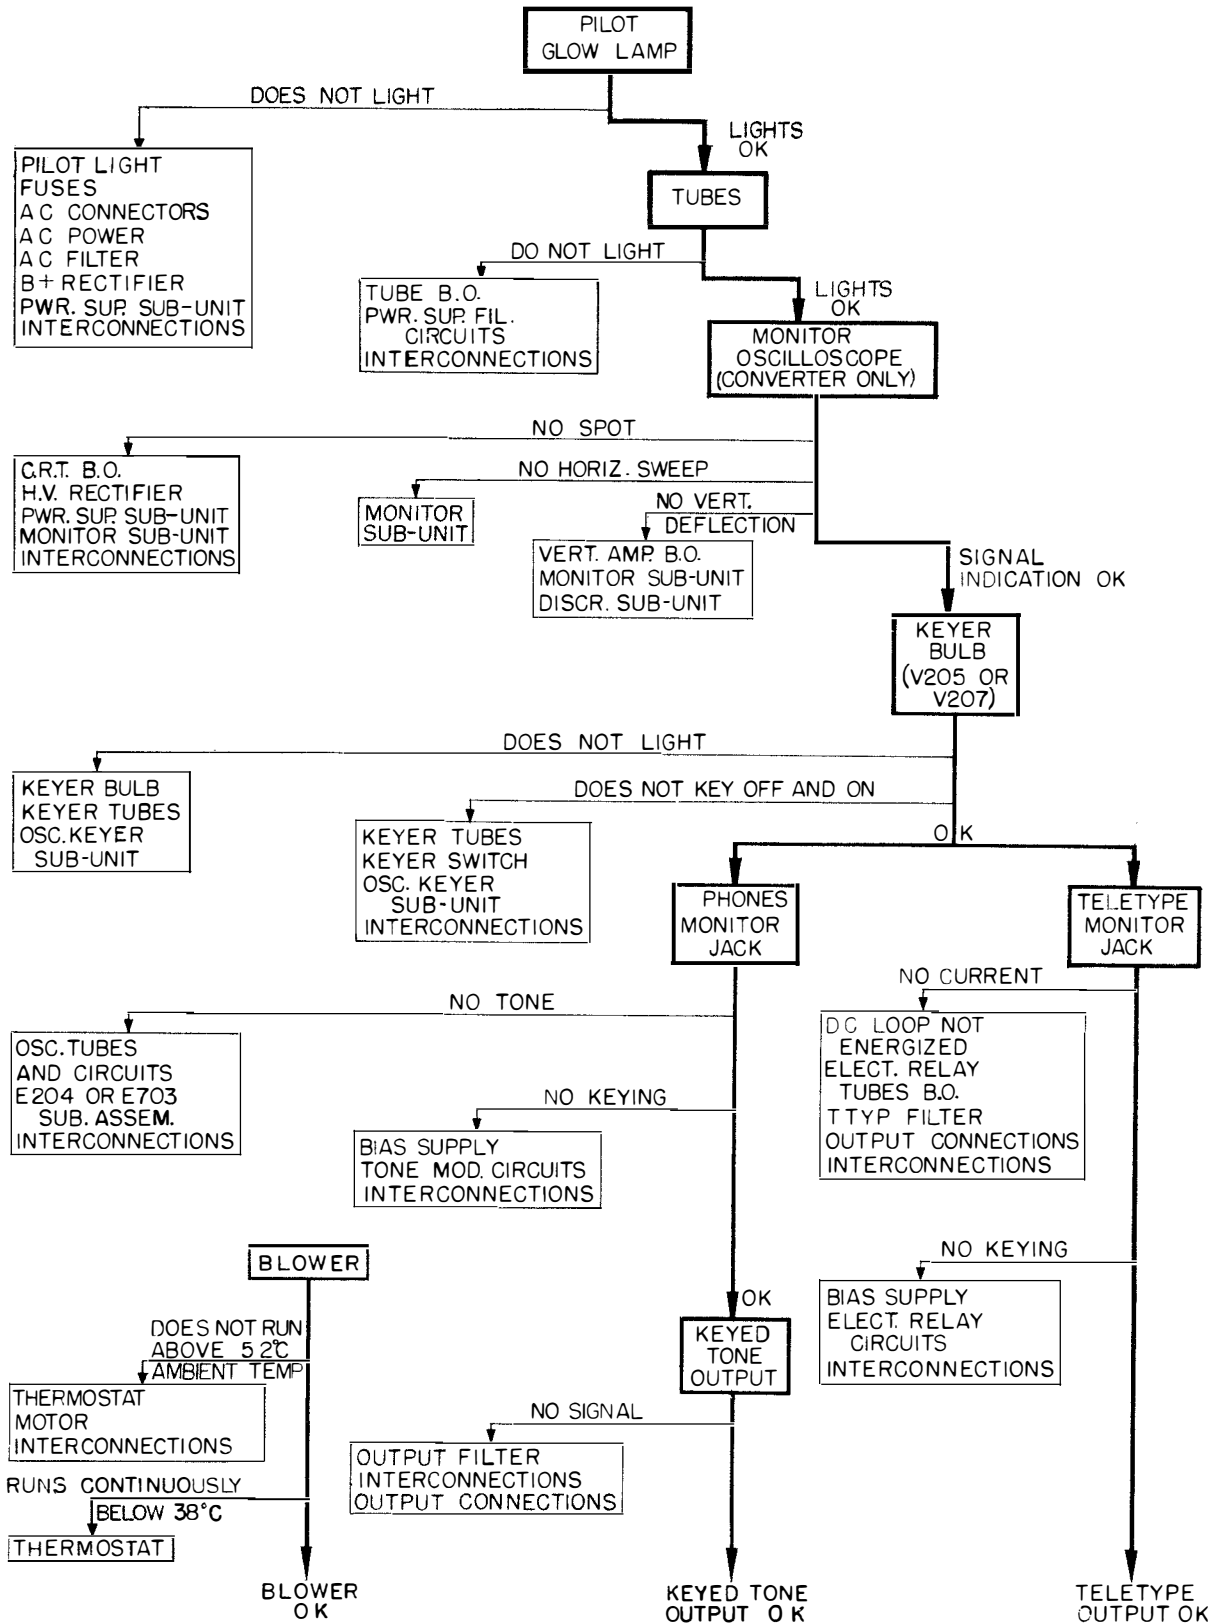 PILOT
GLOW LAMP
DOES NOT LIGHT
LIGHTS
OK
PILOT LIGHT
FUSES
AC CONNECTORS
AC POWER
AC FILTER
B+ RECTIFIER
PWR. SUP. SUB-UNIT
INTERCONNECTIONS
TUBES
DO NOT LIGHT
LIGHTS
OK
TUBE B.O.
PWR. SUP. FIL.
CIRCUITS
INTERCONNECTIONS
MONITOR
OSCILLOSCOPE
(CONVERTER ONLY)
NO SPOT
C.R.T. B.O.
H.V. RECTIFIER
PWR. SUP. SUB-UNIT
MONITOR SUB-UNIT
INTERCONNECTIONS
NO HORIZ. SWEEP
MONITOR
SUB-UNIT
NO VERT.
DEFLECTION
VERT. AMP. B.O.
MONITOR SUB-UNIT
DISCR. SUB-UNIT
SIGNAL
INDICATION OK
KEYER
BULB
(V205 OR
V207)
DOES NOT LIGHT
KEYER BULB
KEYER TUBES
OSC. KEYER
SUB-UNIT
DOES NOT KEY OFF AND ON
KEYER TUBES
KEYER SWITCH
OSC. KEYER
SUB-UNIT
INTERCONNECTIONS
OK
PHONES
MONITOR
JACK
TELETYPE
MONITOR
JACK
NO TONE
OSC. TUBES
AND CIRCUITS
E204 OR E703
SUB. ASSEM.
INTERCONNECTIONS
NO KEYING
BIAS SUPPLY
TONE MOD. CIRCUITS
INTERCONNECTIONS
NO CURRENT
DC LOOP NOT
ENERGIZED
ELECT. RELAY
TUBES B.O.
TTYP FILTER
OUTPUT CONNECTIONS
INTERCONNECTIONS
NO KEYING
BIAS SUPPLY
ELECT. RELAY
CIRCUITS
INTERCONNECTIONS
BLOWER
DOES NOT RUN
ABOVE 52°C
AMBIENT TEMP
THERMOSTAT
MOTOR
INTERCONNECTIONS
RUNS CONTINUOUSLY
BELOW 38°C
THERMOSTAT
OK
KEYED
TONE
OUTPUT
NO SIGNAL
OUTPUT FILTER
INTERCONNECTIONS
OUTPUT CONNECTIONS
BLOWER
OK
KEYED TONE
OUTPUT OK
TELETYPE
OUTPUT OK